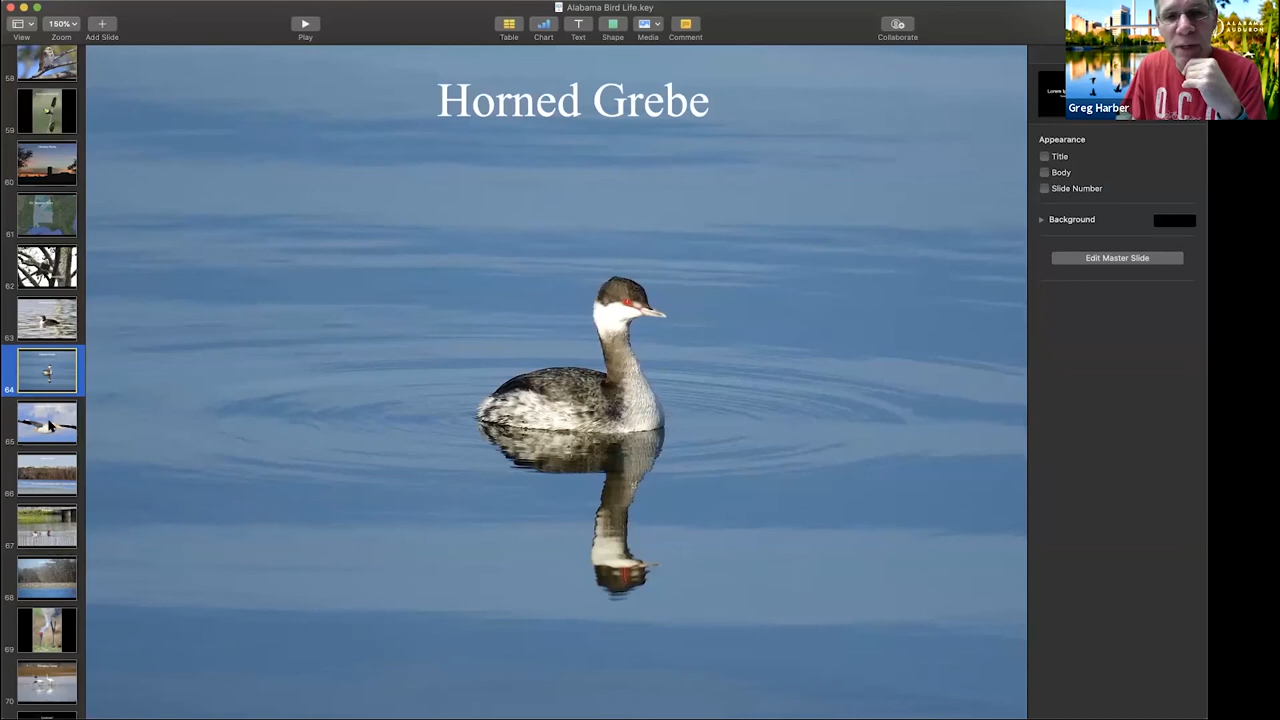 Alabama Bird Life.key
View
150%
Zoom
Add Slide
Play
Table
Chart
Text
Shape
Media
Comment
Collaborate
ALABAMA
AUDUBON
Greg Harber
Horned Grebe
58
59
60
61
62
63
64
65
66
67
68
69
70
Appearance
Title
Body
Slide Number
Background
Edit Master Slide